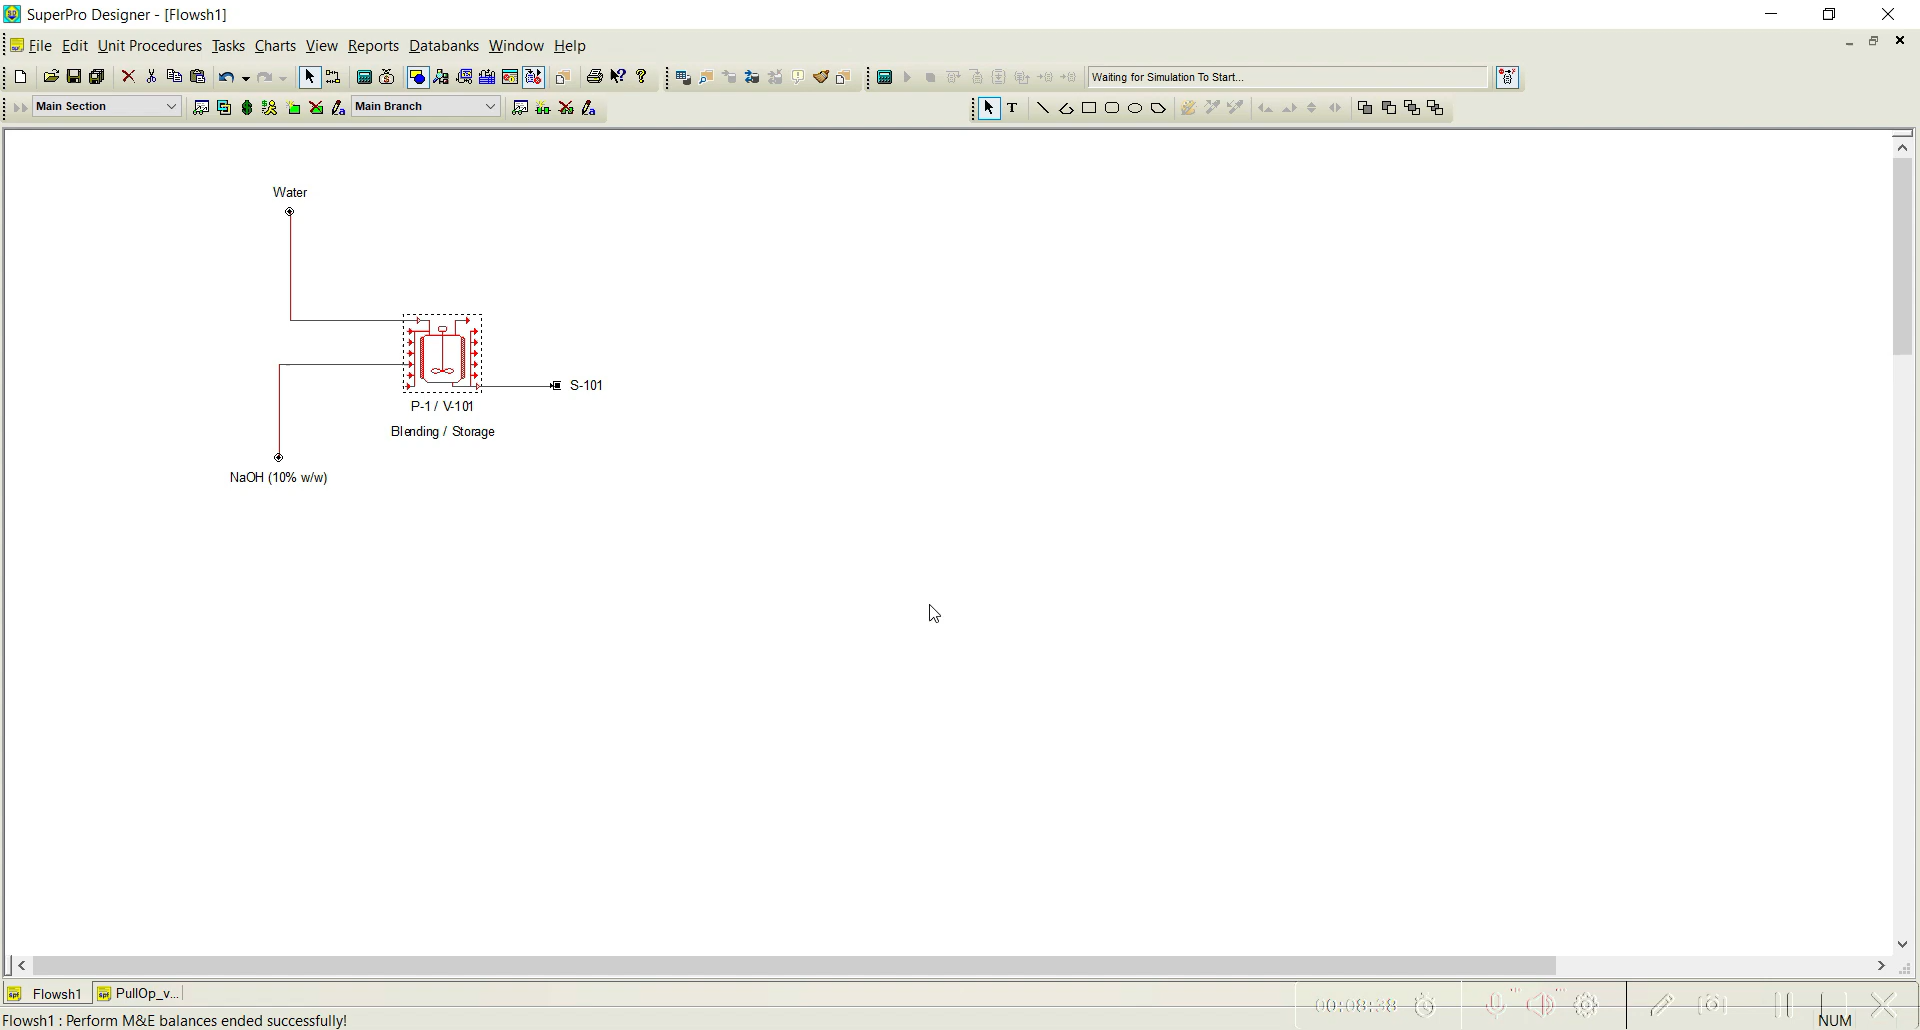 SuperPro Designer - [Flowsh1]
File Edit Unit Procedures Tasks Charts View Reports Databanks Window Help
Waiting for Simulation To Start...
Main Section
Main Branch
T
Water
S-101
P-1 / V-101
Blending / Storage
NaOH (10% w/w)
Flowsh1 PullOp_v...
00:08:38
Flowsh1 : Perform M&E balances ended successfully!
NUM